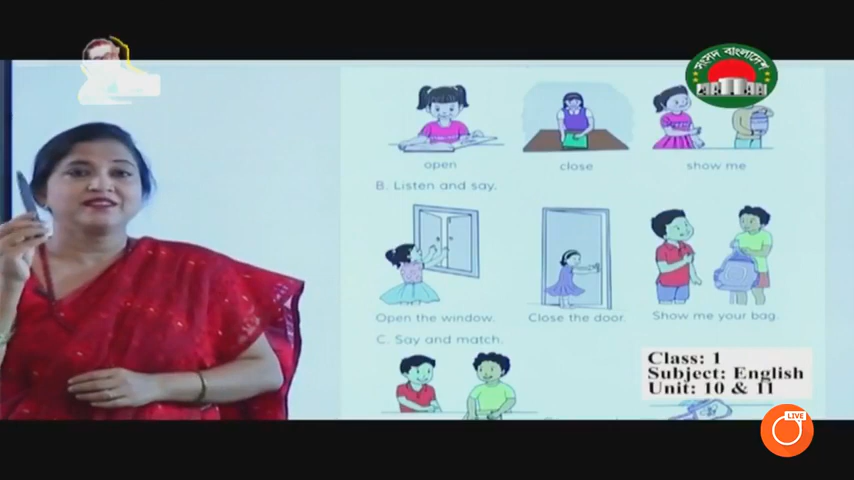 সংসদ বাংলাদেশ
open
close
show me
B. Listen and say.
Open the window.
Close the door.
Show me your bag.
C. Say and match.
Class: 1
Subject: English
Unit: 10 & 11
LIVE